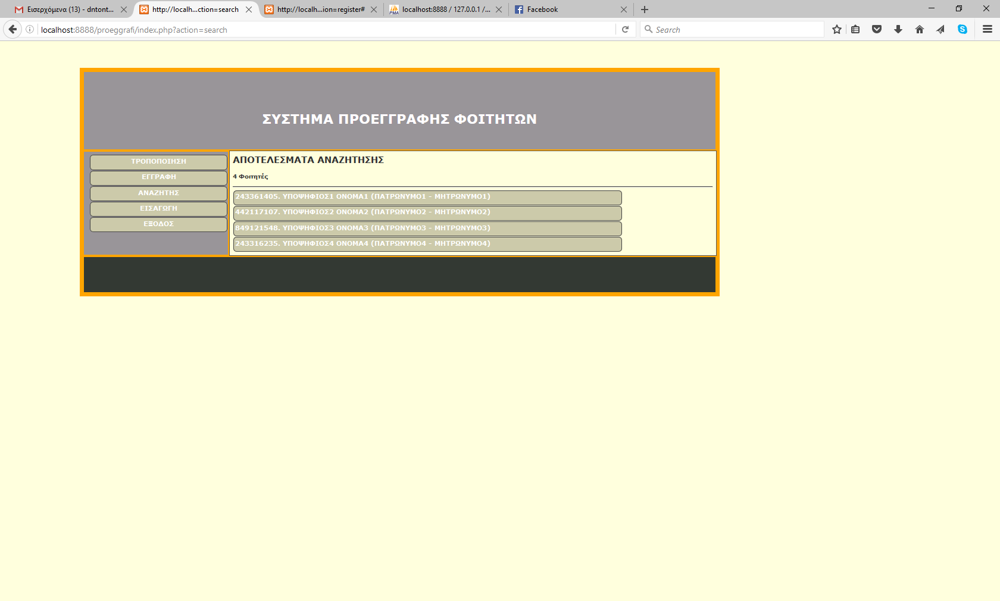 Εισερχόμενα (13) - dntont...
http://localh...ction=search
http://localh...ion=register#
PMA
localhost:8888 / 127.0.0.1 /...
Facebook
localhost:8888/proeggrafi/index.php?action=search
Search
ΣΥΣΤΗΜΑ ΠΡΟΕΓΓΡΑΦΗΣ ΦΟΙΤΗΤΩΝ
ΤΡΟΠΟΠΟΙΗΣΗ
ΕΓΓΡΑΦΗ
ΑΝΑΖΗΤΗΣ
ΕΙΣΑΓΩΓΗ
ΕΞΟΔΟΣ
ΑΠΟΤΕΛΕΣΜΑΤΑ ΑΝΑΖΗΤΗΣΗΣ
4 Φοιτητές
243361405. ΥΠΟΨΗΦΙΟΣ1 ΟΝΟΜΑ1 (ΠΑΤΡΩΝΥΜΟ1 - ΜΗΤΡΩΝΥΜΟ1)
442117107. ΥΠΟΨΗΦΙΟΣ2 ΟΝΟΜΑ2 (ΠΑΤΡΩΝΥΜΟ2 - ΜΗΤΡΩΝΥΜΟ2)
849121548. ΥΠΟΨΗΦΙΟΣ3 ΟΝΟΜΑ3 (ΠΑΤΡΩΝΥΜΟ3 - ΜΗΤΡΩΝΥΜΟ3)
243316235. ΥΠΟΨΗΦΙΟΣ4 ΟΝΟΜΑ4 (ΠΑΤΡΩΝΥΜΟ4 - ΜΗΤΡΩΝΥΜΟ4)